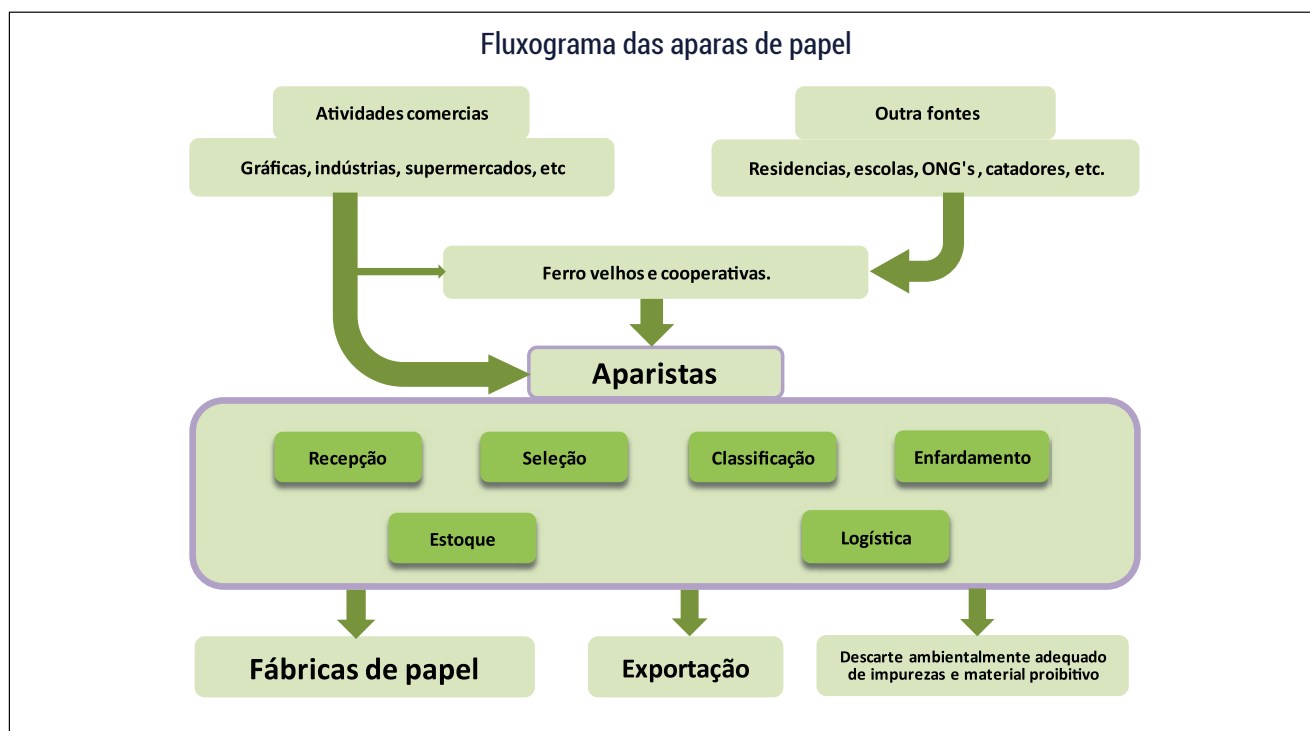 Fluxograma das aparas de papel
Atividades comercias
Outra fontes
Gráficas, indústrias, supermercados, etc
Residencias, escolas, ONG's , catadores, etc.
Ferro velhos e cooperativas.
Aparistas
Recepção
Seleção
Classificação
Enfardamento
Estoque
Logística
Fábricas de papel
Exportação
Descarte ambientalmente adequado
de impurezas e material proibitivo